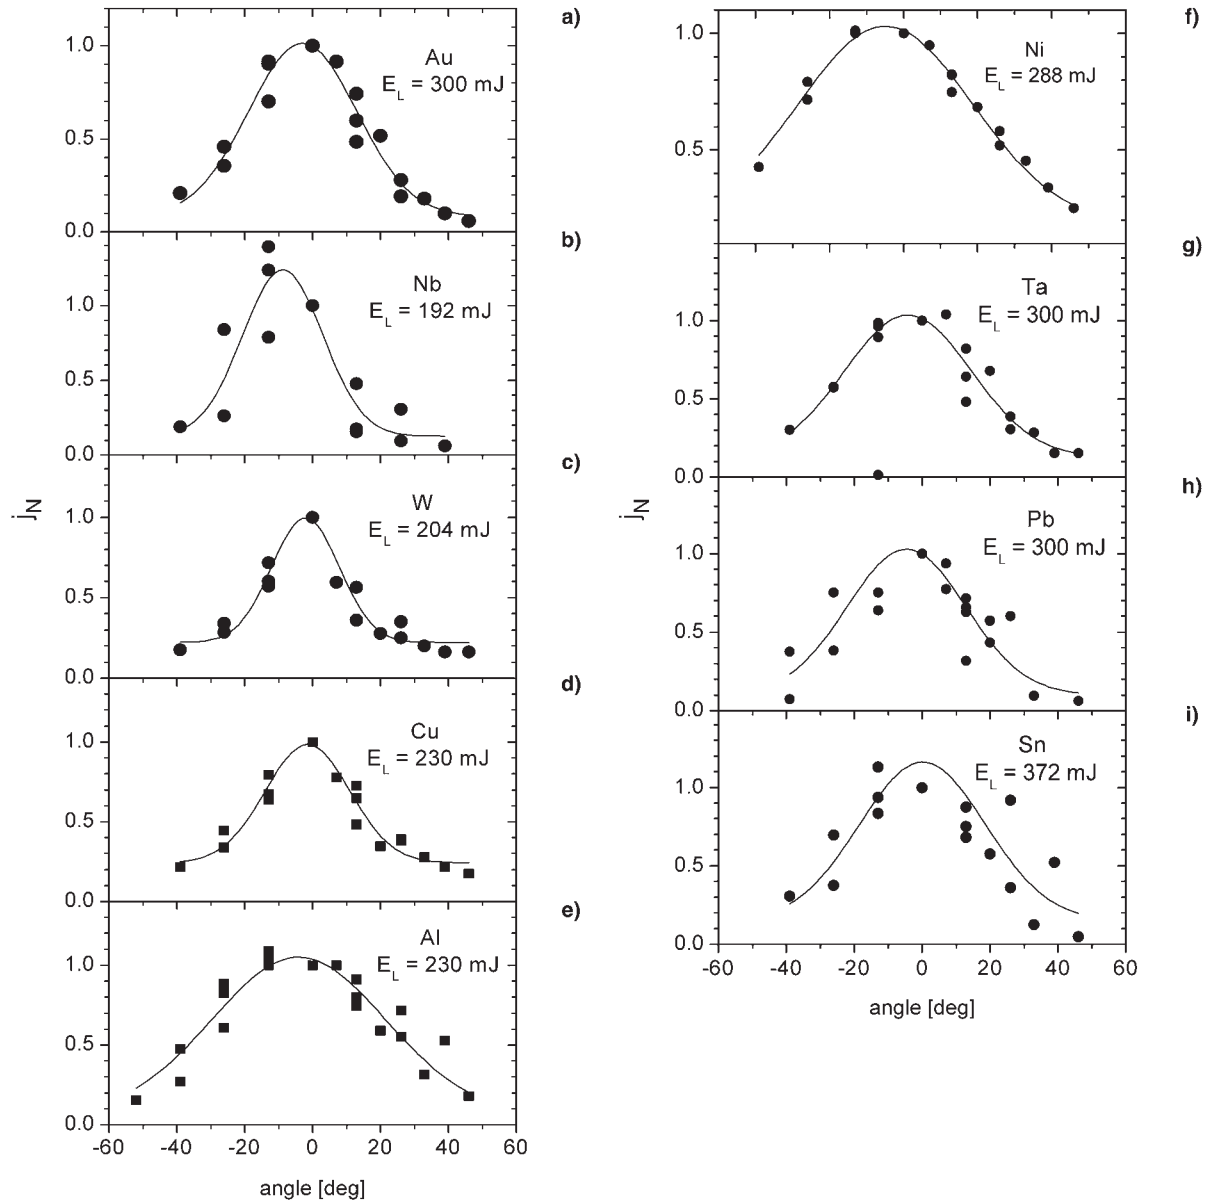 a)
Au
E_L = 300 mJ
1.0
0.5
0.0
b)
Nb
E_L = 192 mJ
1.0
0.5
0.0
c)
W
E_L = 204 mJ
1.0
0.5
0.0
d)
Cu
E_L = 230 mJ
1.0
0.5
0.0
e)
Al
E_L = 230 mJ
1.0
0.5
0.0
-60 -40 -20 0 20 40 60
angle [deg]
j_N
f)
Ni
E_L = 288 mJ
1.0
0.5
g)
Ta
E_L = 300 mJ
1.0
0.5
0.0
h)
Pb
E_L = 300 mJ
1.0
0.5
0.0
i)
Sn
E_L = 372 mJ
1.0
0.5
0.0
-60 -40 -20 0 20 40 60
angle [deg]
j_N